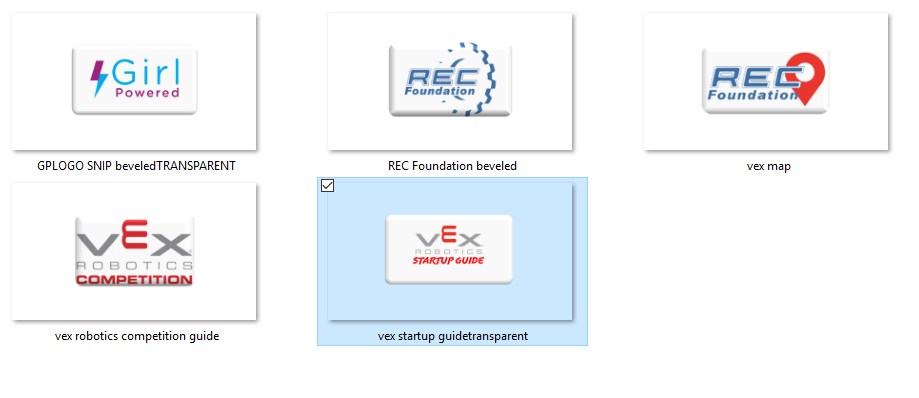 Girl
Powered
GPLOGO SNIP beveledTRANSPARENT
REC
Foundation
REC Foundation beveled
REC
Foundation
vex map
VEX
ROBOTICS
COMPETITION
vex robotics competition guide
VEX
ROBOTICS
STARTUP GUIDE
vex startup guidetransparent